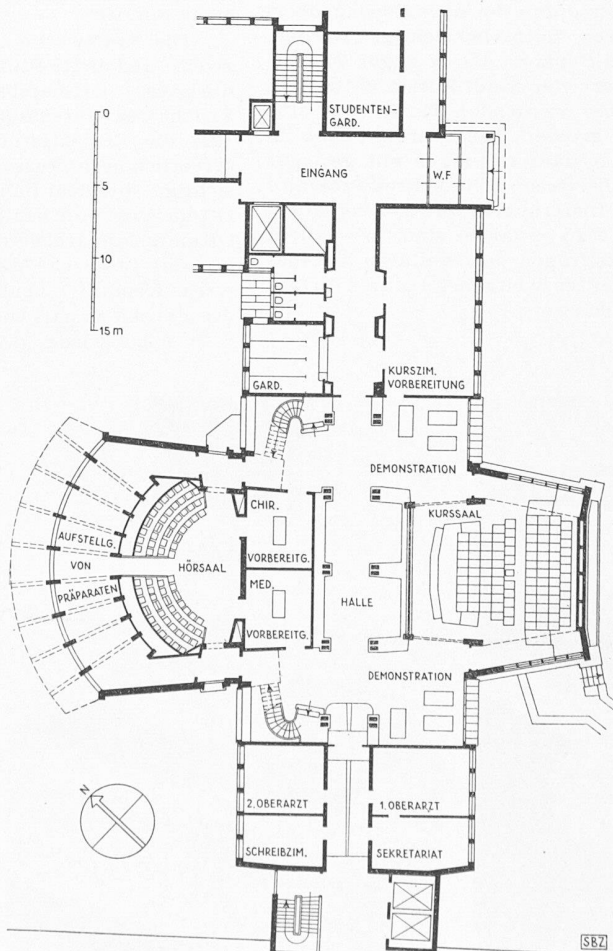 STUDENTEN-
GARD.
0
EINGANG
W.F
5
10
15 m
KURSZIM.
VORBEREITUNG
GARD.
DEMONSTRATION
CHIR.
KURSSAAL
AUFSTELLG.
VORBEREITG.
VON
HÖRSAAL
MED.
PRÄPARATEN
HALLE
VORBEREITG.
DEMONSTRATION
N
2. OBERARZT
1. OBERARZT
SCHREIBZIM.
SEKRETARIAT
SBZ